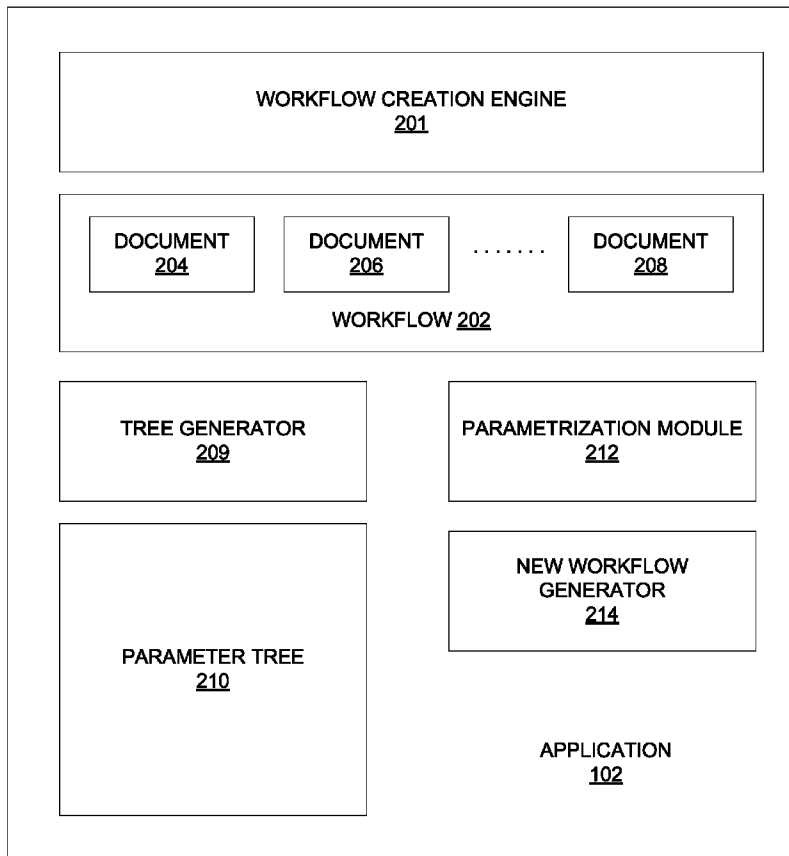 WORKFLOW CREATION ENGINE
201
DOCUMENT
204
DOCUMENT
206
. . . . . . .
DOCUMENT
208
WORKFLOW 202
TREE GENERATOR
209
PARAMETRIZATION MODULE
212
PARAMETER TREE
210
NEW WORKFLOW
GENERATOR
214
APPLICATION
102